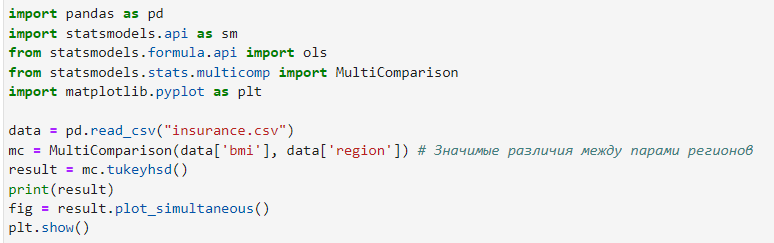 import pandas as pd
import statsmodels.api as sm
from statsmodels.formula.api import ols
from statsmodels.stats.multicomp import MultiComparison
import matplotlib.pyplot as plt

data = pd.read_csv("insurance.csv")
mc = MultiComparison(data['bmi'], data['region']) # Значимые различия между парами регионов
result = mc.tukeyhsd()
print(result)
fig = result.plot_simultaneous()
plt.show()